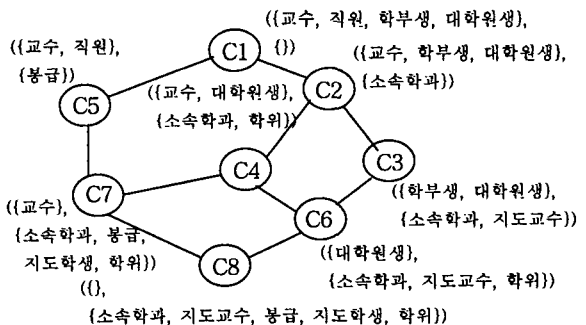 ({교수, 직원, 학부생, 대학원생},
{})
C1
({교수, 직원},
{봉급})
C5
({교수, 학부생, 대학원생},
{소속학과})
C2
({교수, 대학원생},
{소속학과, 학위})
C4
C3
({학부생, 대학원생},
{소속학과, 지도교수})
C7
({교수},
{소속학과, 봉급,
지도학생, 학위})
C6
({대학원생},
{소속학과, 지도교수, 학위})
C8
({},
{소속학과, 지도교수, 봉급, 지도학생, 학위})